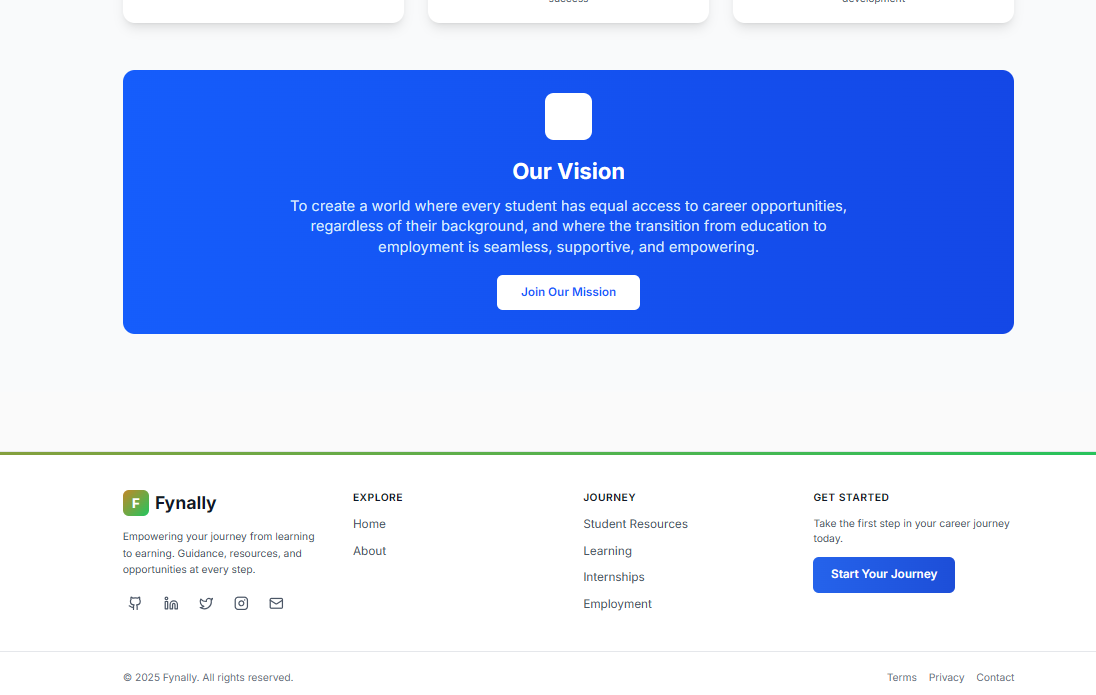 success
development
Our Vision
To create a world where every student has equal access to career opportunities,
regardless of their background, and where the transition from education to
employment is seamless, supportive, and empowering.
Join Our Mission
F Fynally
Empowering your journey from learning
to earning. Guidance, resources, and
opportunities at every step.
EXPLORE
Home
About
JOURNEY
Student Resources
Learning
Internships
Employment
GET STARTED
Take the first step in your career journey
today.
Start Your Journey
© 2025 Fynally. All rights reserved.
Terms Privacy Contact